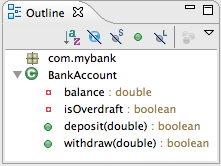 Outline
com.mybank
BankAccount
balance : double
isOverdraft : boolean
deposit(double) : boolean
withdraw(double) : boolean